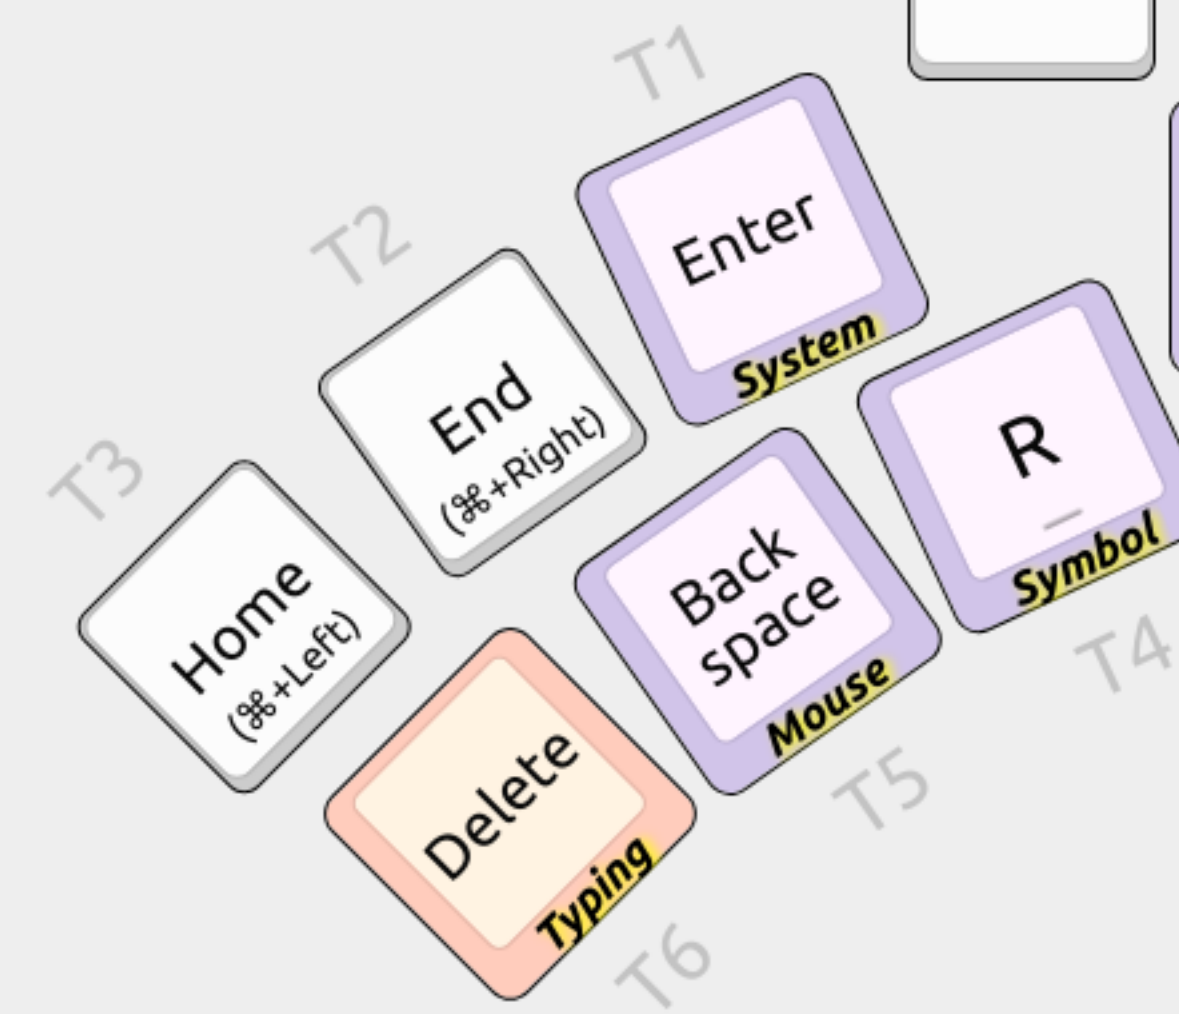 T1
Enter
System
T2
End
(⌘+Right)
T3
Home
(⌘+Left)
R
_
Symbol
T4
Back
space
Mouse
T5
Delete
Typing
T6